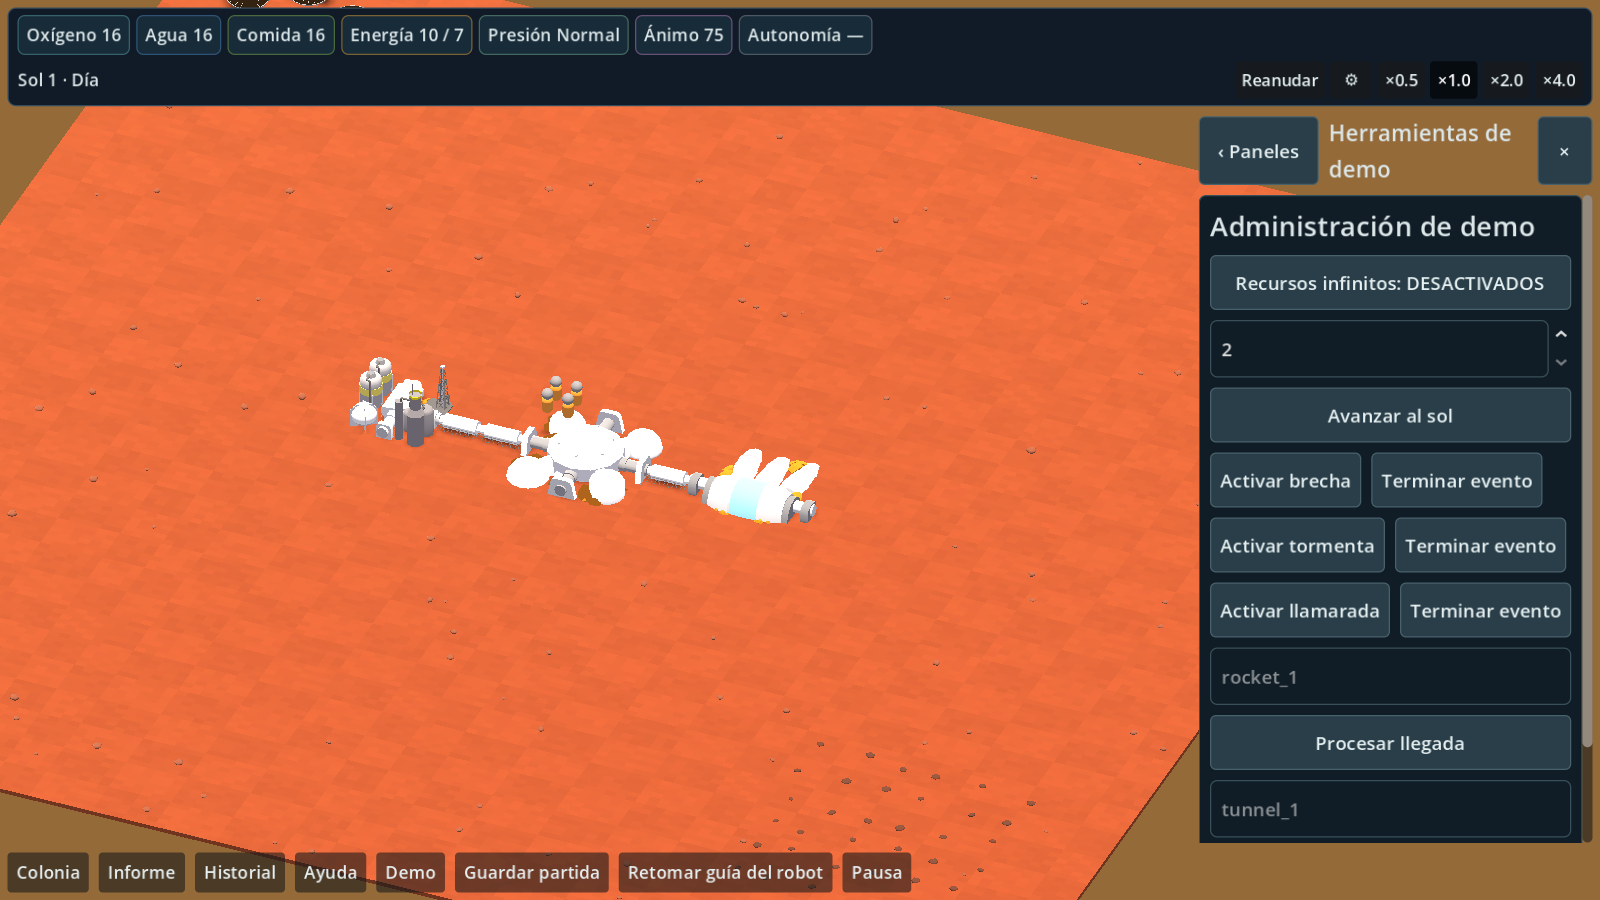 Oxígeno 16 Agua 16 Comida 16 Energía 10 / 7 Presión Normal Ánimo 75 Autonomía —
Sol 1 · Día Reanudar ⚙ ×0.5 ×1.0 ×2.0 ×4.0
‹ Paneles Herramientas de demo ×
Administración de demo
Recursos infinitos: DESACTIVADOS
2
Avanzar al sol
Activar brecha Terminar evento
Activar tormenta Terminar evento
Activar llamarada Terminar evento
rocket_1
Procesar llegada
tunnel_1
Colonia Informe Historial Ayuda Demo Guardar partida Retomar guía del robot Pausa